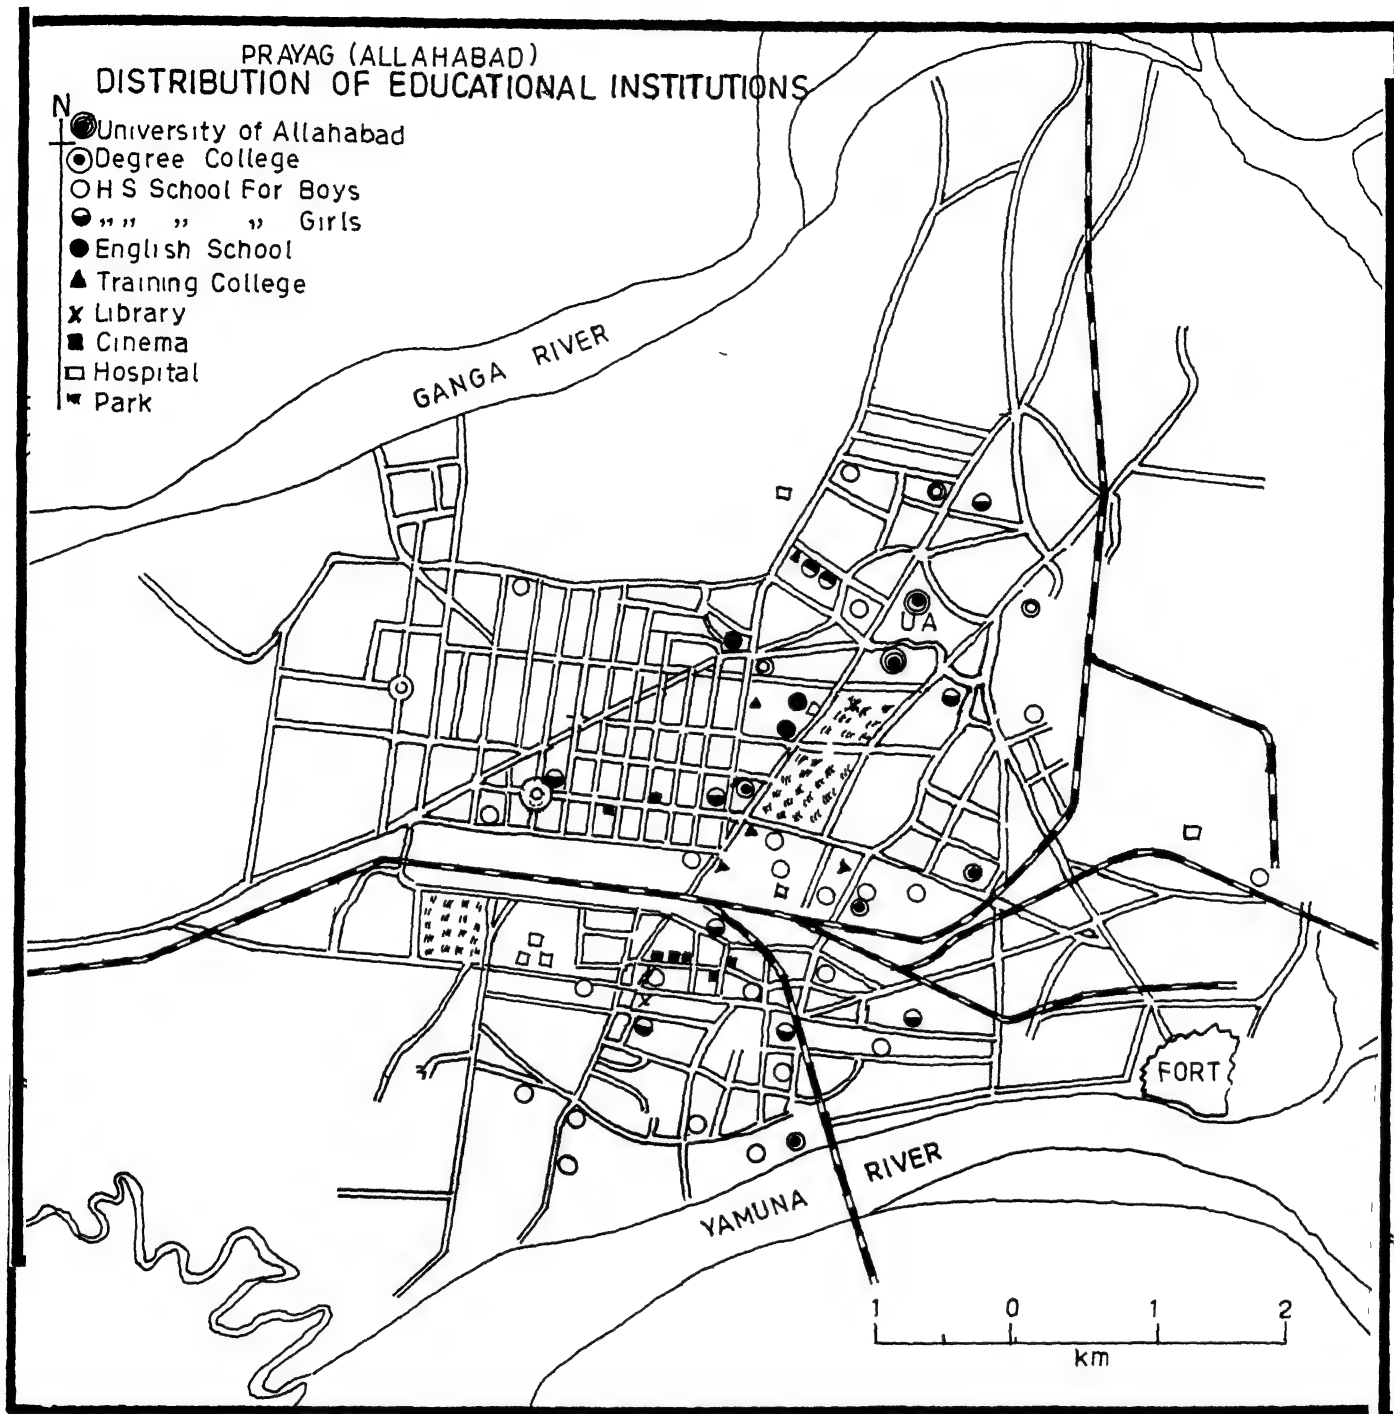 PRAYAG (ALLAHABAD)
DISTRIBUTION OF EDUCATIONAL INSTITUTIONS
N
University of Allahabad
Degree College
H S School For Boys
,, ,, ,, ,, Girls
English School
Training College
x Library
Cinema
Hospital
Park
GANGA RIVER
U A
FORT
YAMUNA RIVER
1 0 1 2
km